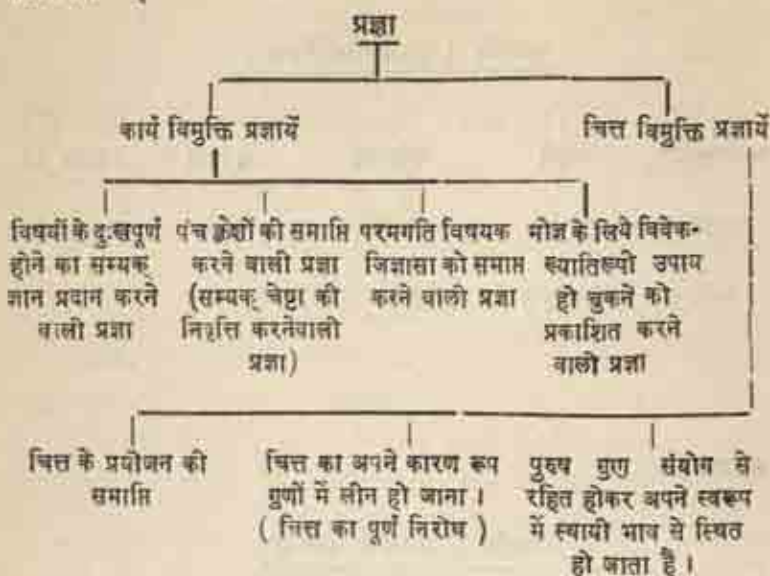 प्रज्ञा
कार्य विमुक्ति प्रज्ञायें
चित्त विमुक्ति प्रज्ञायें
विषयों के दुःखपूर्ण
होने का सम्यक्
ज्ञान प्रदान करने
वाली प्रज्ञा
पंच क्लेशों की समाप्ति
करने वाली प्रज्ञा
(सम्यक् चेष्टा की
निवृत्ति करनेवाली
प्रज्ञा)
परमगति विषयक
जिज्ञासा को समाप्त
करने वाली प्रज्ञा
मोक्ष के लिये विवेक-
ख्यातिरूपी उपाय
हो चुकने को
प्रकाशित करने
वाली प्रज्ञा
चित्त के प्रयोजन की
समाप्ति
चित्त का अपने कारण रूप
गुणों में लीन हो जाना ।
( चित्त का पूर्ण निरोध )
पुरुष गुण संयोग से
रहित होकर अपने स्वरूप
में स्थायी भाव से स्थित
हो जाता है ।